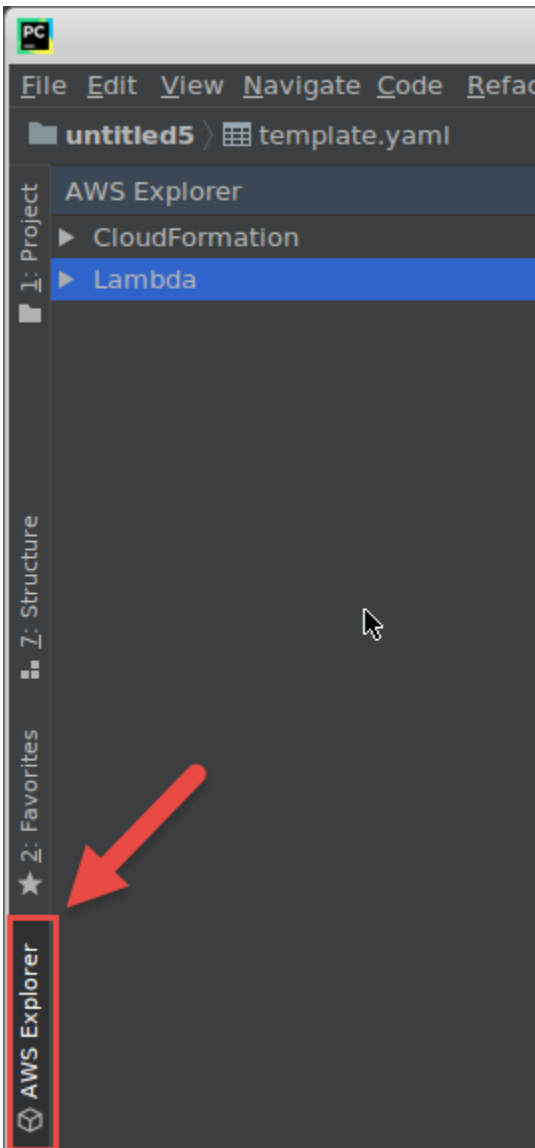 PC
File Edit View Navigate Code Refac
untitled5 template.yaml
AWS Explorer
CloudFormation
Lambda
1: Project
7: Structure
2: Favorites
AWS Explorer